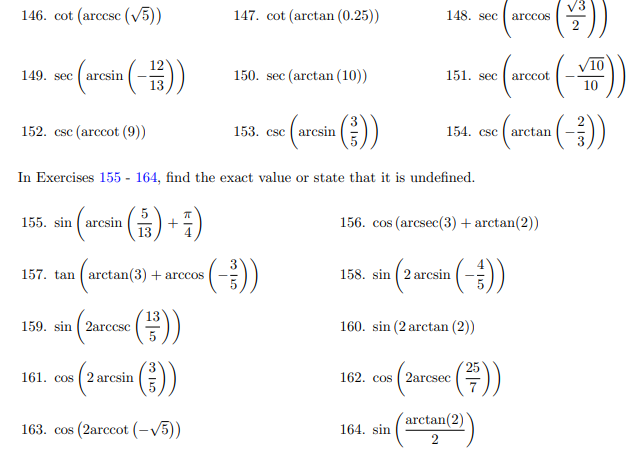 146. cot (arccsc (√5)) 147. cot (arctan (0.25)) 148. sec (arccos (√3/2))
149. sec (arcsin (−12/13)) 150. sec (arctan (10)) 151. sec (arccot (−√10/10))
152. csc (arccot (9)) 153. csc (arcsin (3/5)) 154. csc (arctan (−2/3))
In Exercises 155 - 164, find the exact value or state that it is undefined.
155. sin (arcsin (5/13) + π/4) 156. cos (arcsec(3) + arctan(2))
157. tan (arctan(3) + arccos (−3/5)) 158. sin (2 arcsin (−4/5))
159. sin (2arccsc (13/5)) 160. sin (2 arctan (2))
161. cos (2 arcsin (3/5)) 162. cos (2arcsec (25/7))
163. cos (2arccot (−√5)) 164. sin (arctan(2)/2)